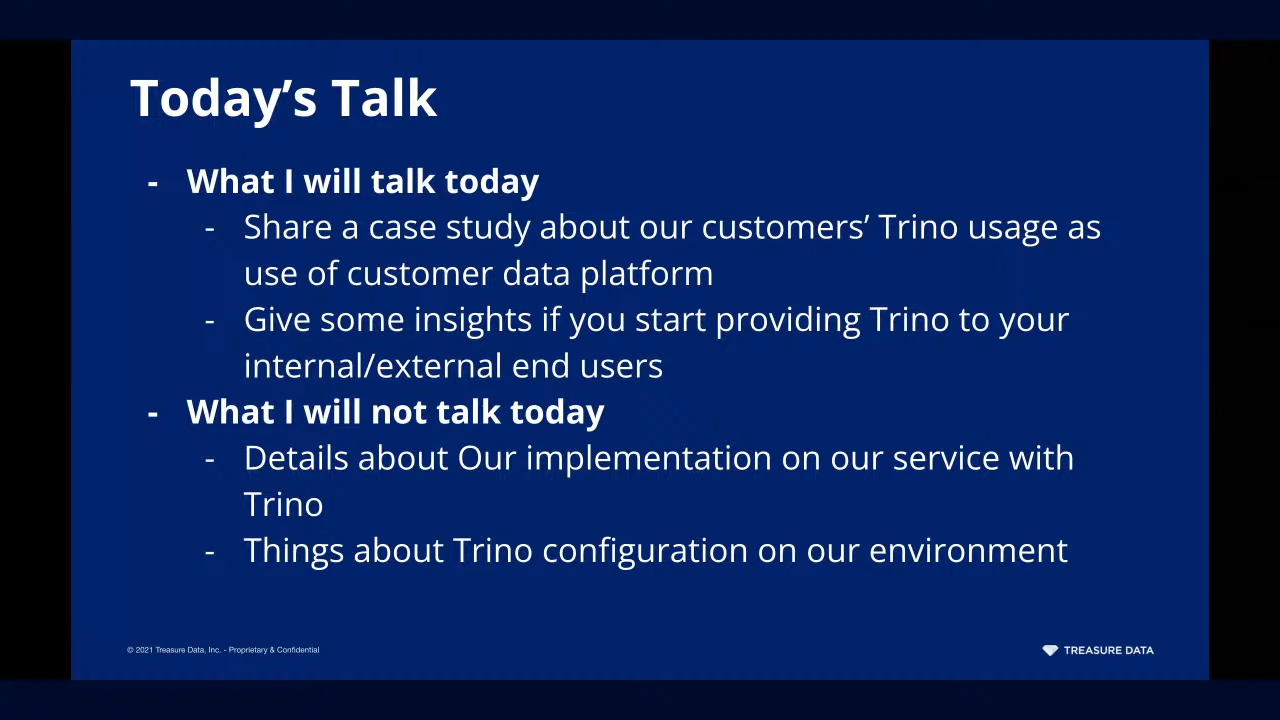 Today’s Talk
- What I will talk today
- Share a case study about our customers’ Trino usage as
use of customer data platform
- Give some insights if you start providing Trino to your
internal/external end users
- What I will not talk today
- Details about Our implementation on our service with
Trino
- Things about Trino configuration on our environment
© 2021 Treasure Data, Inc. - Proprietary & Confidential
TREASURE DATA